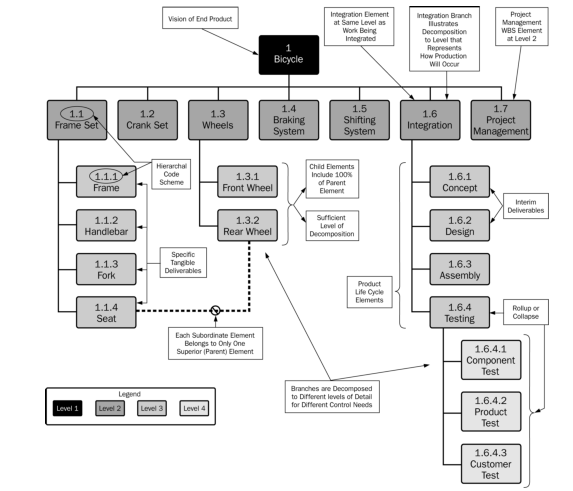 Vision of End Product
Integration Element
at Same Level as
Work Being
Integrated
Integration Branch
Illustrates
Decomposition
to Level that
Represents
How Production
Will Occur
Project
Management
WBS Element
at Level 2
1
Bicycle
1.1
Frame Set
1.2
Crank Set
1.3
Wheels
1.4
Braking
System
1.5
Shifting
System
1.6
Integration
1.7
Project
Management
Hierarchal
Code
Scheme
1.1.1
Frame
1.1.2
Handlebar
1.1.3
Fork
1.1.4
Seat
Specific
Tangible
Deliverables
1.3.1
Front Wheel
1.3.2
Rear Wheel
Child Elements
Include 100%
of Parent
Element
Sufficient
Level of
Decomposition
1.6.1
Concept
1.6.2
Design
1.6.3
Assembly
1.6.4
Testing
Interim
Deliverables
Product
Life Cycle
Elements
Rollup or
Collapse
Each Subordinate Element
Belongs to Only One
Superior (Parent) Element
Branches are Decomposed
to Different levels of Detail
for Different Control Needs
1.6.4.1
Component
Test
1.6.4.2
Product
Test
1.6.4.3
Customer
Test
Legend
Level 1
Level 2
Level 3
Level 4